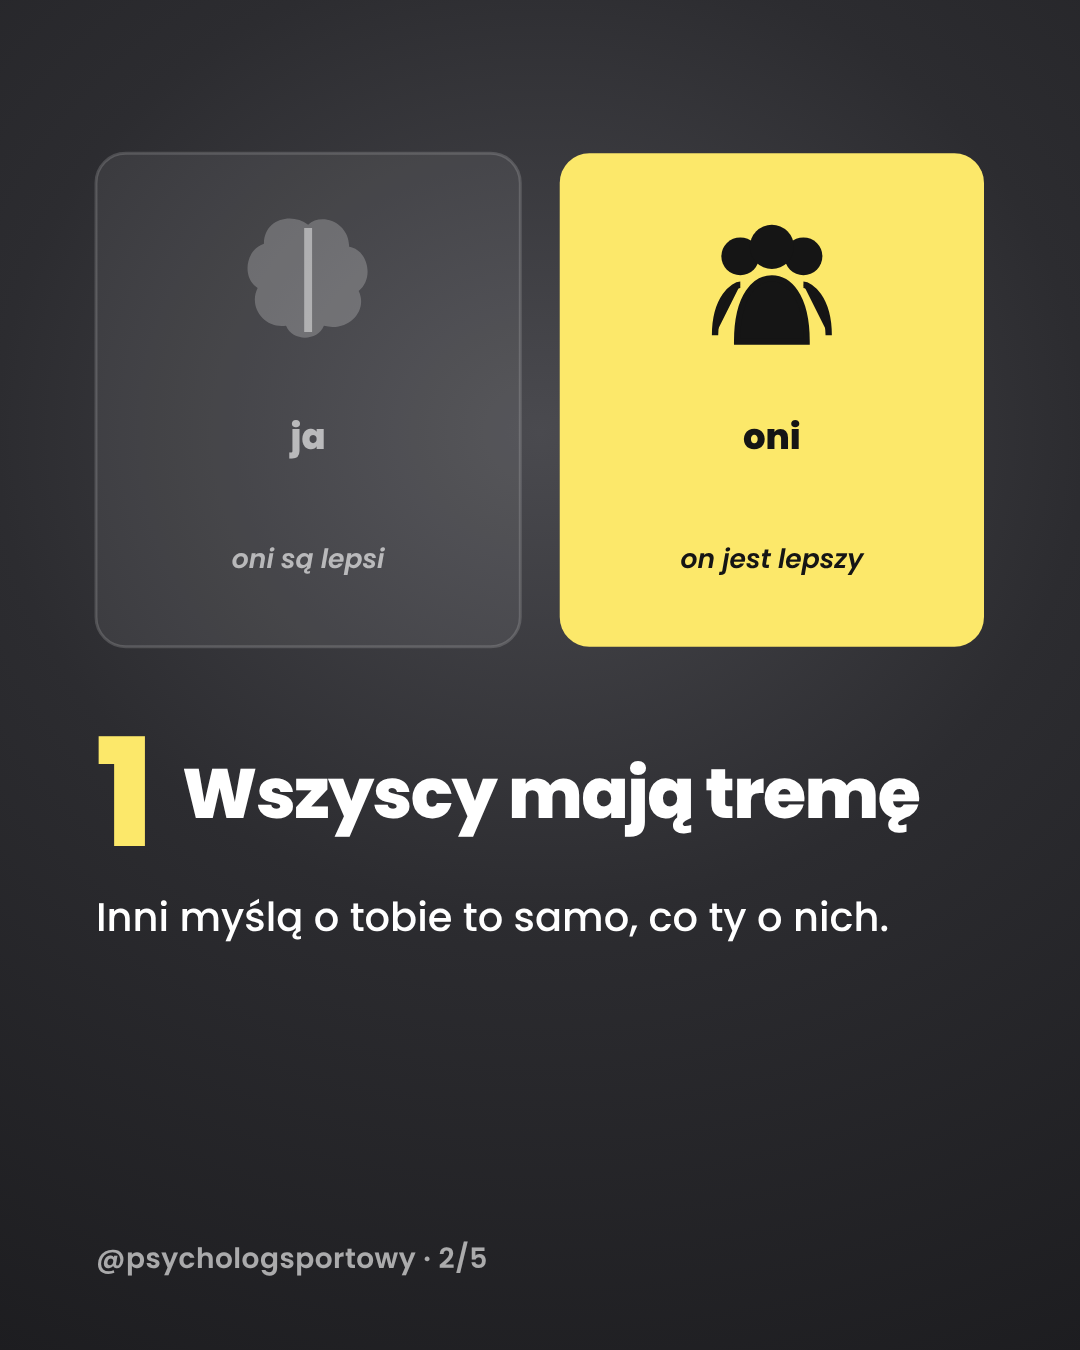 ja
oni są lepsi
oni
on jest lepszy
1 Wszyscy mają tremę
Inni myślą o tobie to samo, co ty o nich.
@psychologsportowy · 2/5